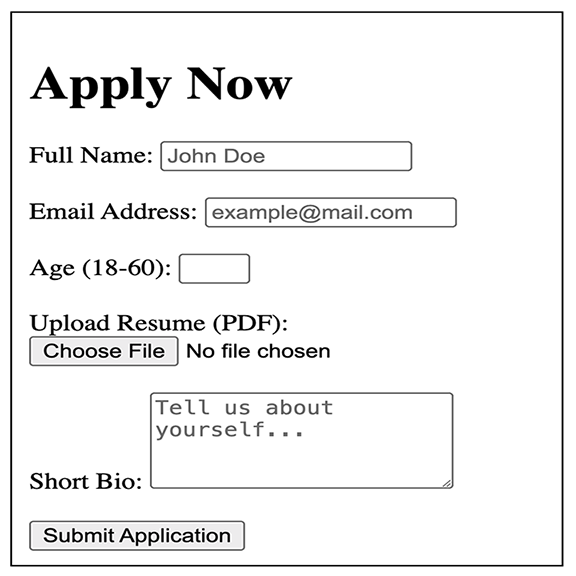 Apply Now
Full Name: John Doe
Email Address: example@mail.com
Age (18-60):
Upload Resume (PDF):
Choose File No file chosen
Tell us about
yourself...
Short Bio:
Submit Application